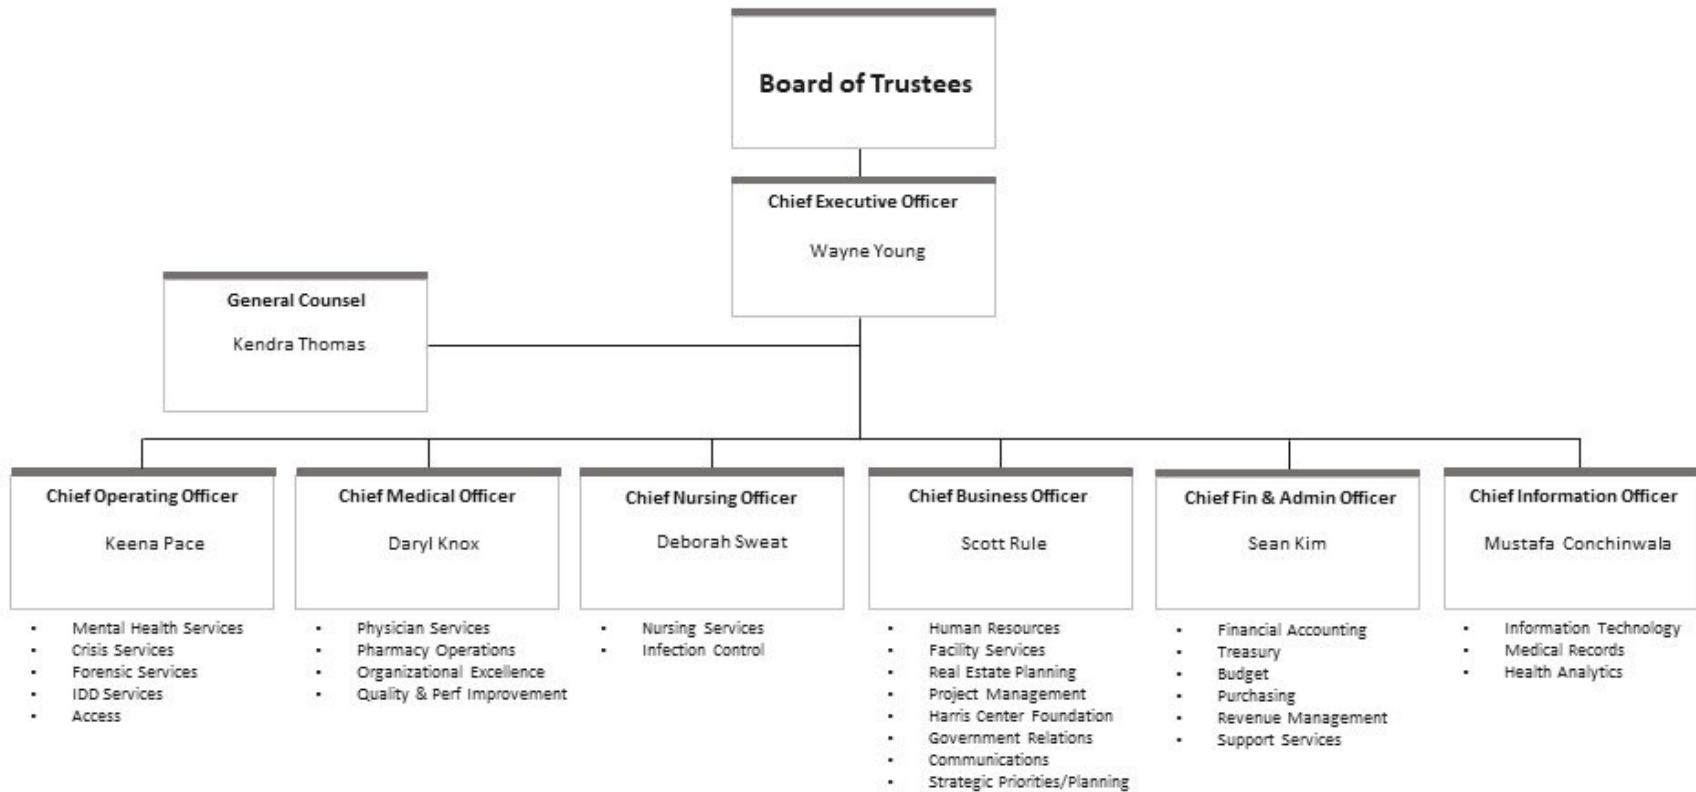 Board of Trustees
Chief Executive Officer
Wayne Young
General Counsel
Kendra Thomas
Chief Operating Officer
Keena Pace
▪ Mental Health Services
▪ Crisis Services
▪ Forensic Services
▪ IDD Services
▪ Access
Chief Medical Officer
Daryl Knox
▪ Physician Services
▪ Pharmacy Operations
▪ Organizational Excellence
▪ Quality & Perf Improvement
Chief Nursing Officer
Deborah Sweat
▪ Nursing Services
▪ Infection Control
Chief Business Officer
Scott Rule
▪ Human Resources
▪ Facility Services
▪ Real Estate Planning
▪ Project Management
▪ Harris Center Foundation
▪ Government Relations
▪ Communications
▪ Strategic Priorities/Planning
Chief Fin & Admin Officer
Sean Kim
▪ Financial Accounting
▪ Treasury
▪ Budget
▪ Purchasing
▪ Revenue Management
▪ Support Services
Chief Information Officer
Mustafa Conchinwala
▪ Information Technology
▪ Medical Records
▪ Health Analytics